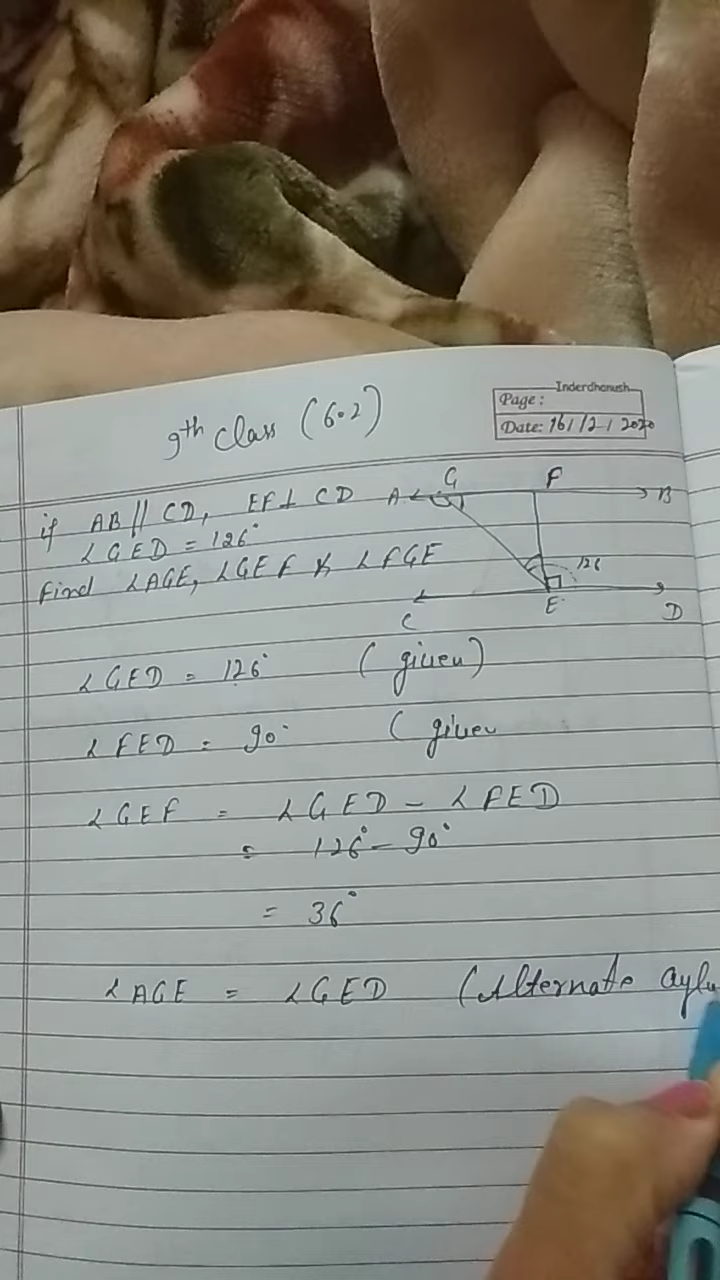 9th Class (6.2)
Inderdhanush
Page :
Date: 16/12/2020
if AB || CD, EF ⊥ CD
∠GED = 126°
Find ∠AGE, ∠GEF & ∠FGE
A G F B
126
C E D
∠GED = 126° (given)
∠FED = 90° (given
∠GEF = ∠GED - ∠FED
= 126° - 90°
= 36°
∠AGE = ∠GED (Alternate